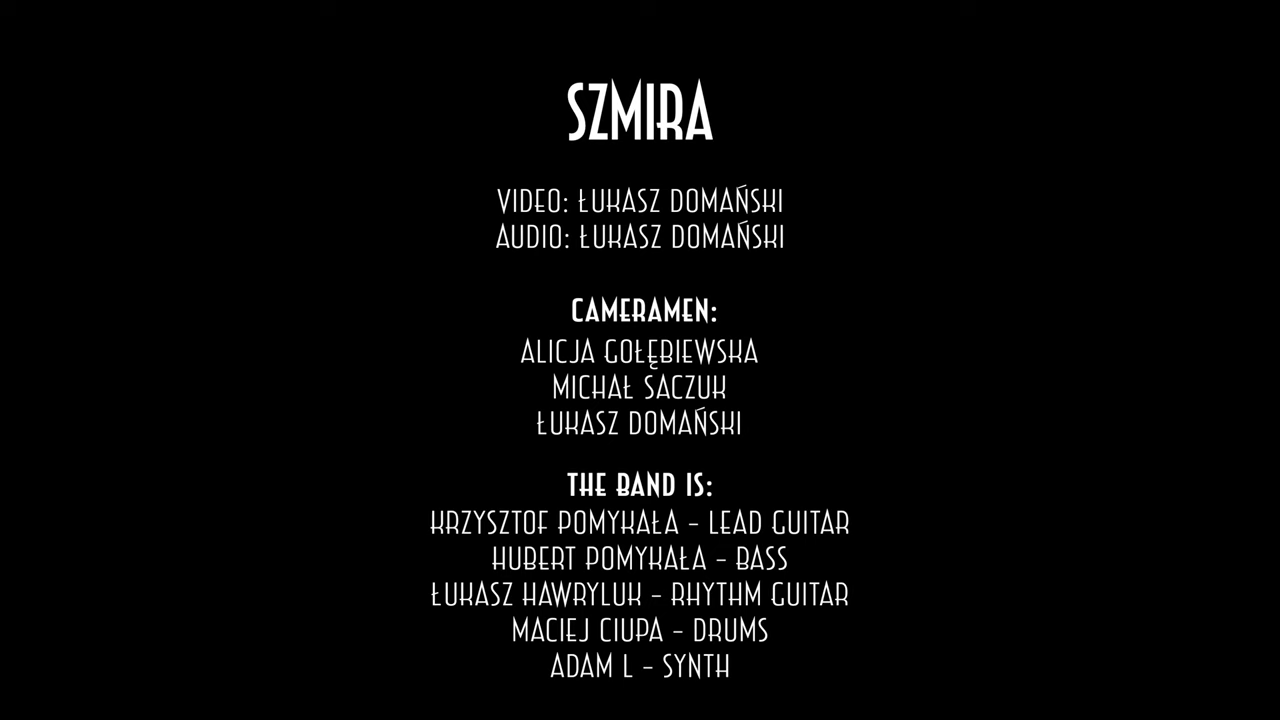 SZMIRA
VIDEO: ŁUKASZ DOMAŃSKI
AUDIO: ŁUKASZ DOMAŃSKI
CAMERAMEN:
ALICJA GOŁĘBIEWSKA
MICHAŁ SACZUK
ŁUKASZ DOMAŃSKI
THE BAND IS:
KRZYSZTOF POMYKAŁA – LEAD GUITAR
HUBERT POMYKAŁA – BASS
ŁUKASZ HAWRYLUK – RHYTHM GUITAR
MACIEJ CIUPA – DRUMS
ADAM L – SYNTH